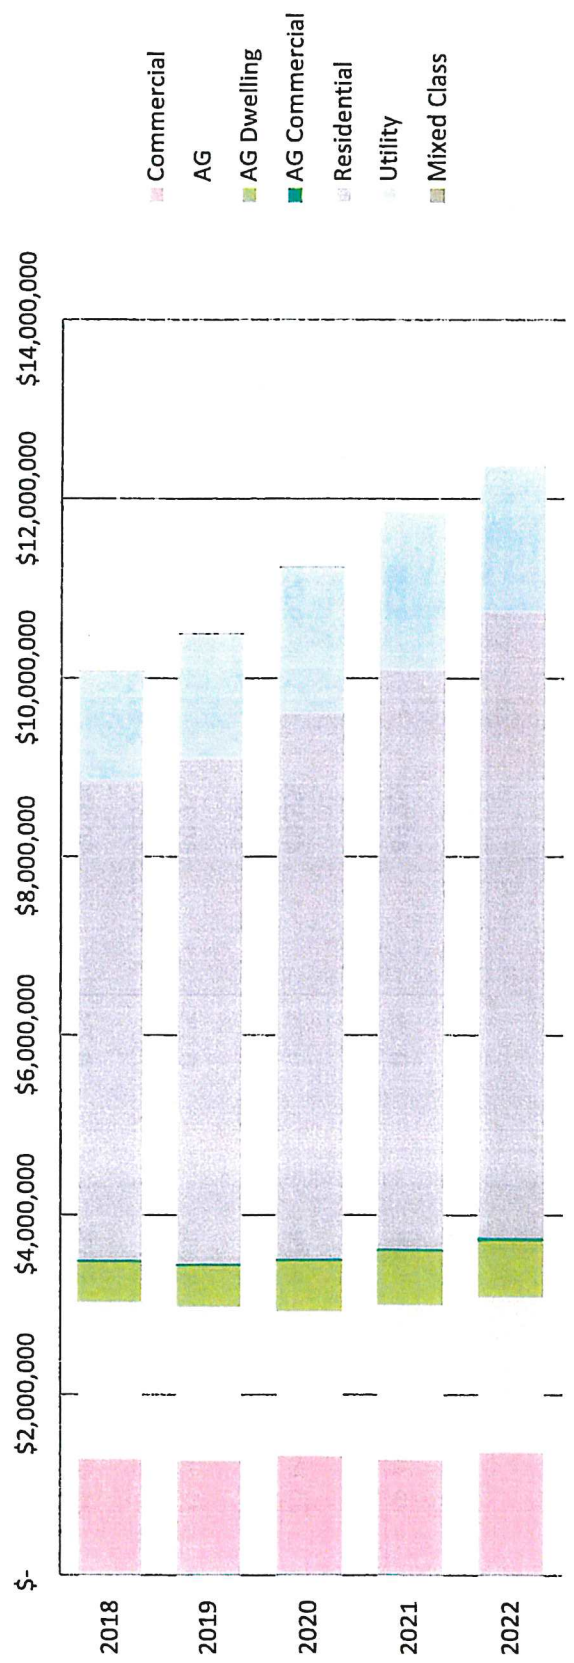 $-
$2,000,000
$4,000,000
$6,000,000
$8,000,000
$10,000,000
$12,000,000
$14,000,000
2018
2019
2020
2021
2022
Commercial
AG
AG Dwelling
AG Commercial
Residential
Utility
Mixed Class